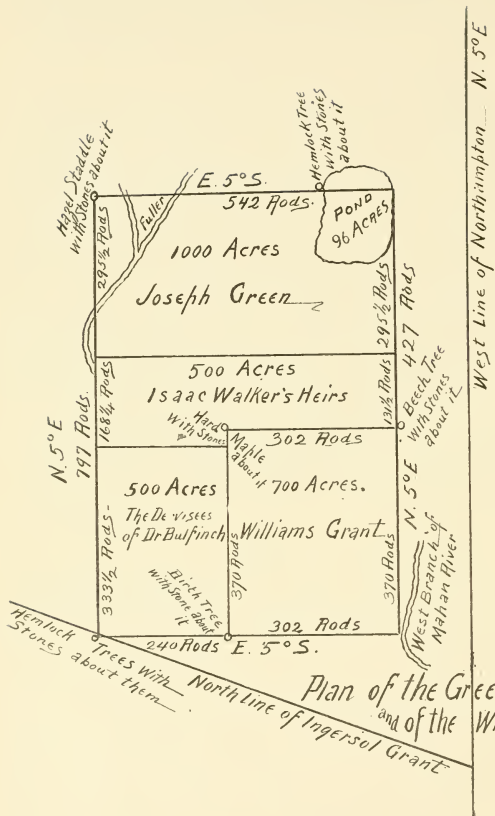 West Line of Northampton N. 5°E
Hemlock Tree
With Stones
about it
Hazel Staddle
With Stones about it
E. 5°S.
542 Rods.
Fuller
POND
96 ACRES
295½ Rods
1000 Acres
Joseph Green
295½ Rods
427 Rods
500 Acres
Isaac Walker's Heirs
168¼ Rods
131½ Rods
N. 5°E
797 Rods.
Beech Tree
With Stones
about it
Hard
With Stones
Maple
about it
302 Rods
500 Acres
The Devisees
of Dr Bulfinch
700 Acres.
Williams Grant
N. 5°E
333½ Rods-
370 Rods
370 Rods
West Branch of
Mahan River
Birth Tree
with Stone about
it
302 Rods
240 Rods E. 5°S.
Hemlock Trees With
Stones about them
North Line of Ingersol Grant
Plan of the Gree
and of the W